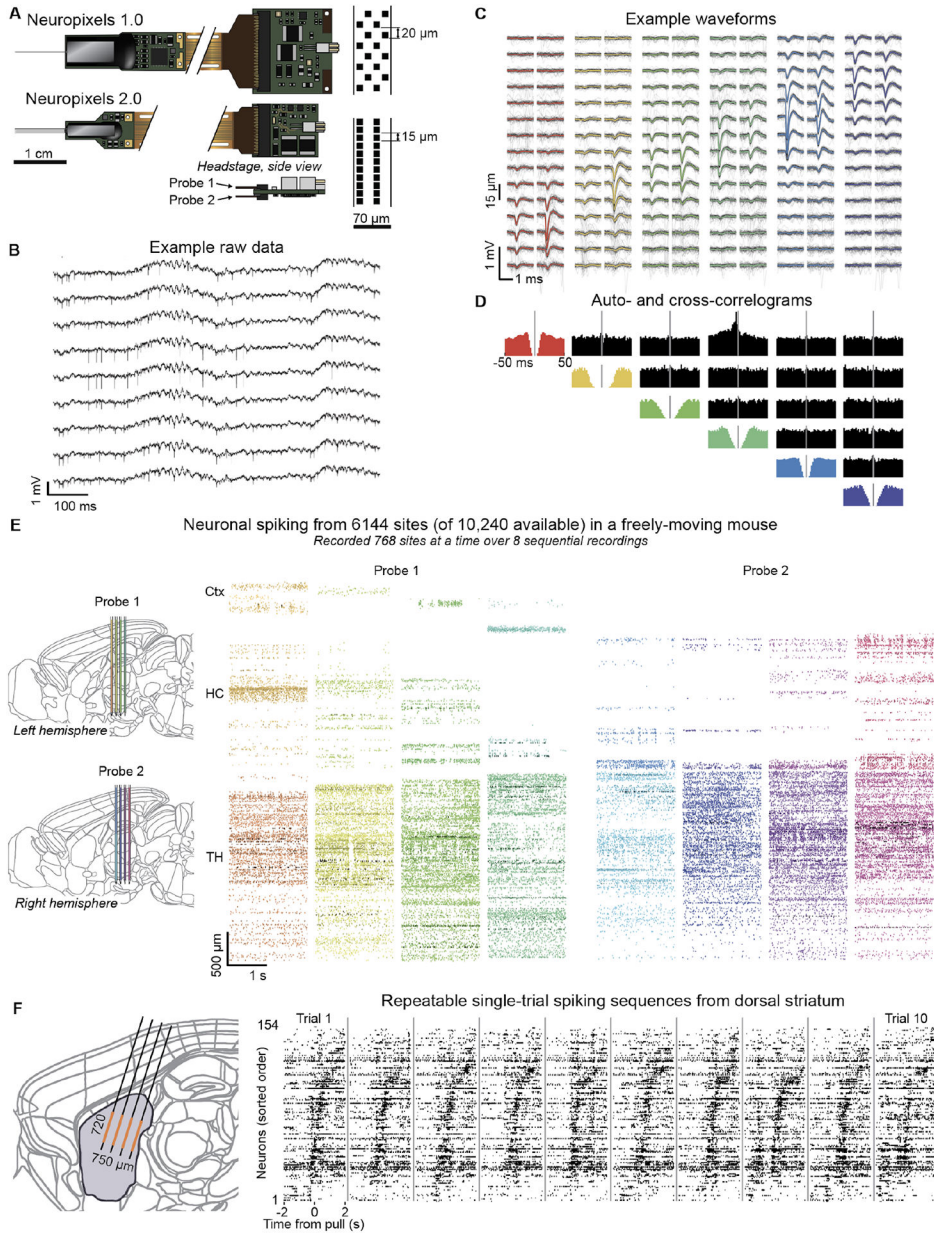 A
Neuropixels 1.0
20 µm
Neuropixels 2.0
15 µm
1 cm
Headstage, side view
Probe 1
Probe 2
70 µm
B
Example raw data
1 mV
100 ms
C
Example waveforms
15 µm
1 mV
1 ms
D
Auto- and cross-correlograms
-50 ms 50
E
Neuronal spiking from 6144 sites (of 10,240 available) in a freely-moving mouse
Recorded 768 sites at a time over 8 sequential recordings
Probe 1
Probe 2
Ctx
Probe 1
HC
Left hemisphere
Probe 2
TH
Right hemisphere
500 µm
1 s
F
Repeatable single-trial spiking sequences from dorsal striatum
Trial 1
Trial 10
154
Neurons (sorted order)
720
750 µm
1
-2 0 2
Time from pull (s)